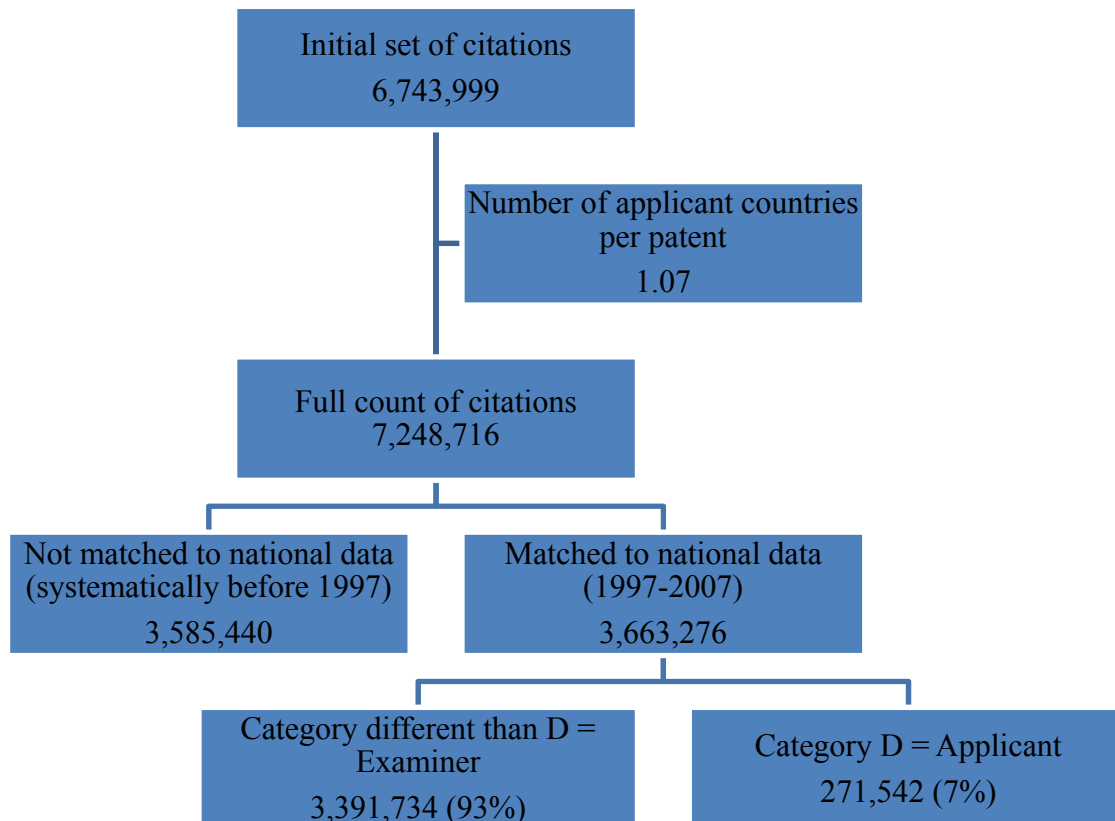 Initial set of citations
6,743,999
Number of applicant countries
per patent
1.07
Full count of citations
7,248,716
Not matched to national data
(systematically before 1997)
3,585,440
Matched to national data
(1997-2007)
3,663,276
Category different than D =
Examiner
3,391,734 (93%)
Category D = Applicant
271,542 (7%)